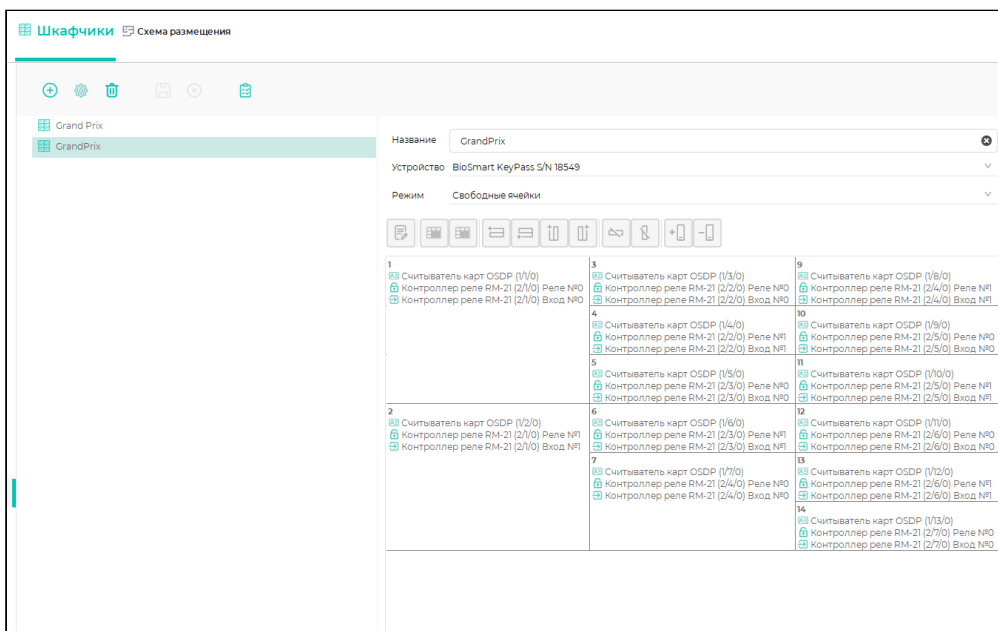 Шкафчики Схема размещения
Grand Prix
GrandPrix
Название GrandPrix
Устройство BioSmart KeyPass S/N 18549
Режим Свободные ячейки
1
Считыватель карт OSDP (1/1/0)
Контроллер реле RM-21 (2/1/0) Реле №0
Контроллер реле RM-21 (2/1/0) Вход №0
2
Считыватель карт OSDP (1/2/0)
Контроллер реле RM-21 (2/1/0) Реле №1
Контроллер реле RM-21 (2/1/0) Вход №1
3
Считыватель карт OSDP (1/3/0)
Контроллер реле RM-21 (2/2/0) Реле №0
Контроллер реле RM-21 (2/2/0) Вход №0
4
Считыватель карт OSDP (1/4/0)
Контроллер реле RM-21 (2/2/0) Реле №1
Контроллер реле RM-21 (2/2/0) Вход №1
5
Считыватель карт OSDP (1/5/0)
Контроллер реле RM-21 (2/3/0) Реле №0
Контроллер реле RM-21 (2/3/0) Вход №0
6
Считыватель карт OSDP (1/6/0)
Контроллер реле RM-21 (2/3/0) Реле №1
Контроллер реле RM-21 (2/3/0) Вход №1
7
Считыватель карт OSDP (1/7/0)
Контроллер реле RM-21 (2/4/0) Реле №0
Контроллер реле RM-21 (2/4/0) Вход №0
9
Считыватель карт OSDP (1/8/0)
Контроллер реле RM-21 (2/4/0) Реле №1
Контроллер реле RM-21 (2/4/0) Вход №1
10
Считыватель карт OSDP (1/9/0)
Контроллер реле RM-21 (2/5/0) Реле №0
Контроллер реле RM-21 (2/5/0) Вход №0
11
Считыватель карт OSDP (1/10/0)
Контроллер реле RM-21 (2/5/0) Реле №1
Контроллер реле RM-21 (2/5/0) Вход №1
12
Считыватель карт OSDP (1/11/0)
Контроллер реле RM-21 (2/6/0) Реле №0
Контроллер реле RM-21 (2/6/0) Вход №0
13
Считыватель карт OSDP (1/12/0)
Контроллер реле RM-21 (2/6/0) Реле №1
Контроллер реле RM-21 (2/6/0) Вход №1
14
Считыватель карт OSDP (1/13/0)
Контроллер реле RM-21 (2/7/0) Реле №0
Контроллер реле RM-21 (2/7/0) Вход №0